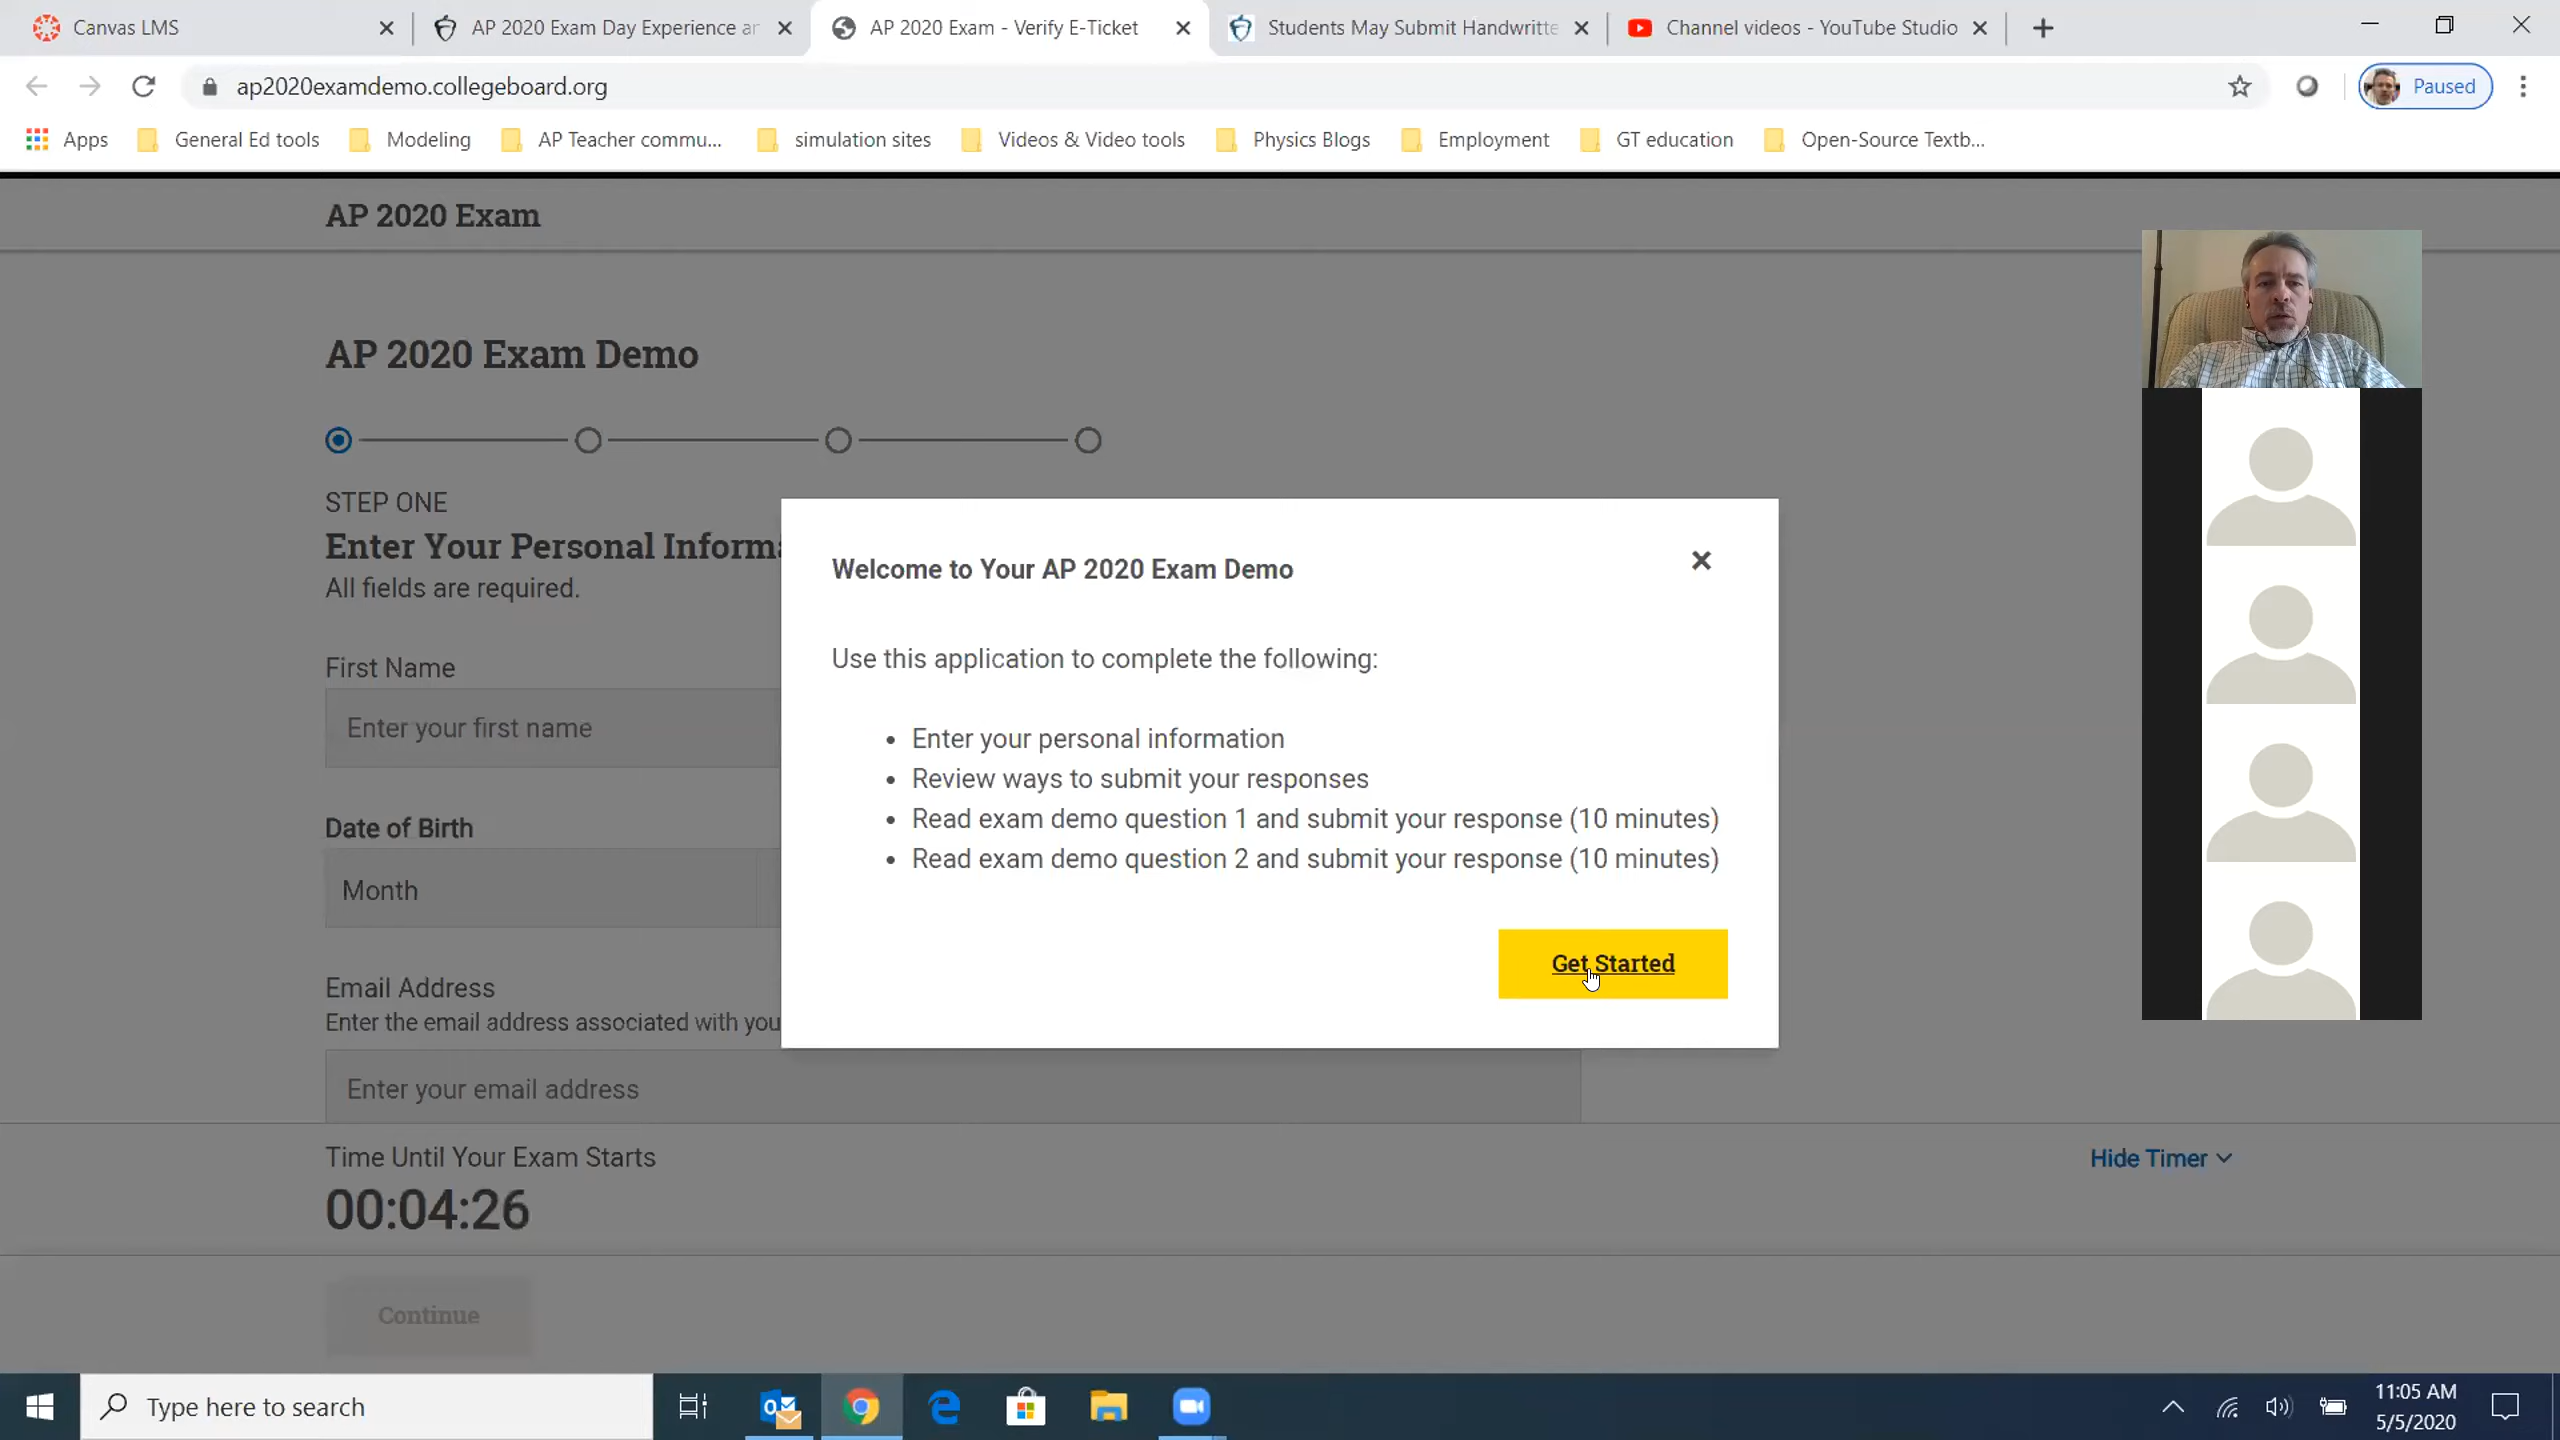 Canvas LMS
AP 2020 Exam Day Experience ar
AP 2020 Exam - Verify E-Ticket
Students May Submit Handwritte
Channel videos - YouTube Studio
ap2020examdemo.collegeboard.org
Paused
Apps
General Ed tools
Modeling
AP Teacher commu...
simulation sites
Videos & Video tools
Physics Blogs
Employment
GT education
Open-Source Textb...
AP 2020 Exam
AP 2020 Exam Demo
STEP ONE
Enter Your Personal Informa
All fields are required.
First Name
Enter your first name
Date of Birth
Month
Email Address
Enter the email address associated with you
Enter your email address
Welcome to Your AP 2020 Exam Demo
Use this application to complete the following:
• Enter your personal information
• Review ways to submit your responses
• Read exam demo question 1 and submit your response (10 minutes)
• Read exam demo question 2 and submit your response (10 minutes)
Get Started
Time Until Your Exam Starts
00:04:26
Hide Timer
Continue
Type here to search
11:05 AM
5/5/2020